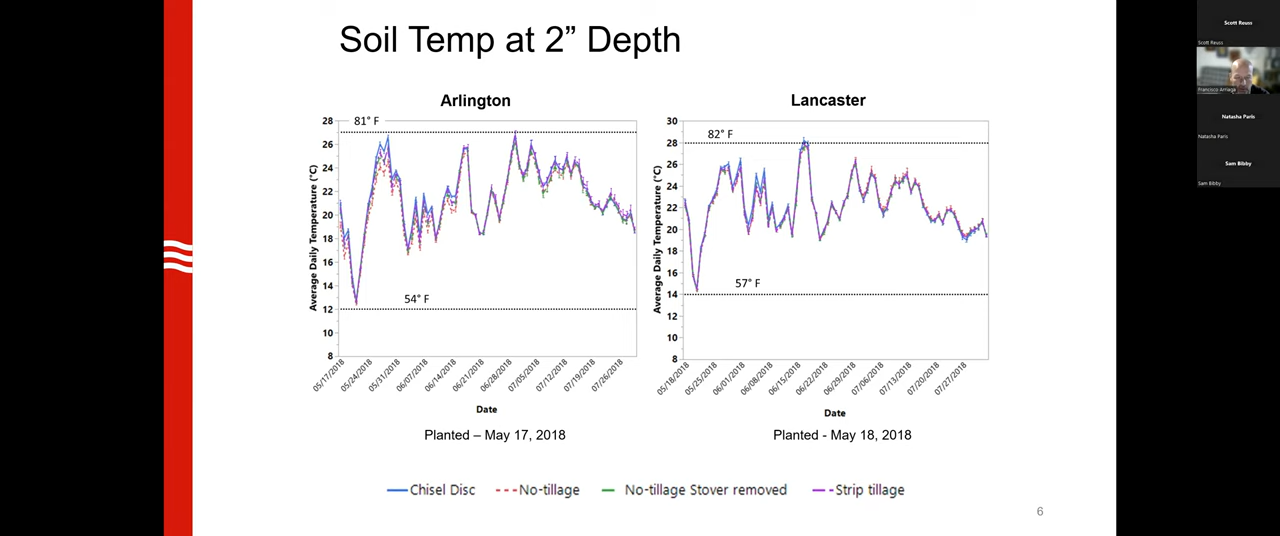 Soil Temp at 2” Depth
Arlington
28
26
24
22
20
18
16
14
12
10
8
81° F
54° F
Average Daily Temperature (°C)
05/17/2018
05/24/2018
05/31/2018
06/07/2018
06/14/2018
06/21/2018
06/28/2018
07/05/2018
07/12/2018
07/19/2018
07/26/2018
Date
Planted – May 17, 2018
Lancaster
30
28
26
24
22
20
18
16
14
12
10
8
82° F
57° F
Average Daily Temperature (°C)
05/18/2018
05/25/2018
06/01/2018
06/08/2018
06/15/2018
06/22/2018
06/29/2018
07/06/2018
07/13/2018
07/20/2018
07/27/2018
Date
Planted - May 18, 2018
Chisel Disc
No-tillage
No-tillage Stover removed
Strip tillage
6
Scott Reuss
Scott Reuss
Francisco Arriaga
Natasha Paris
Natasha Paris
Sam Bibby
Sam Bibby